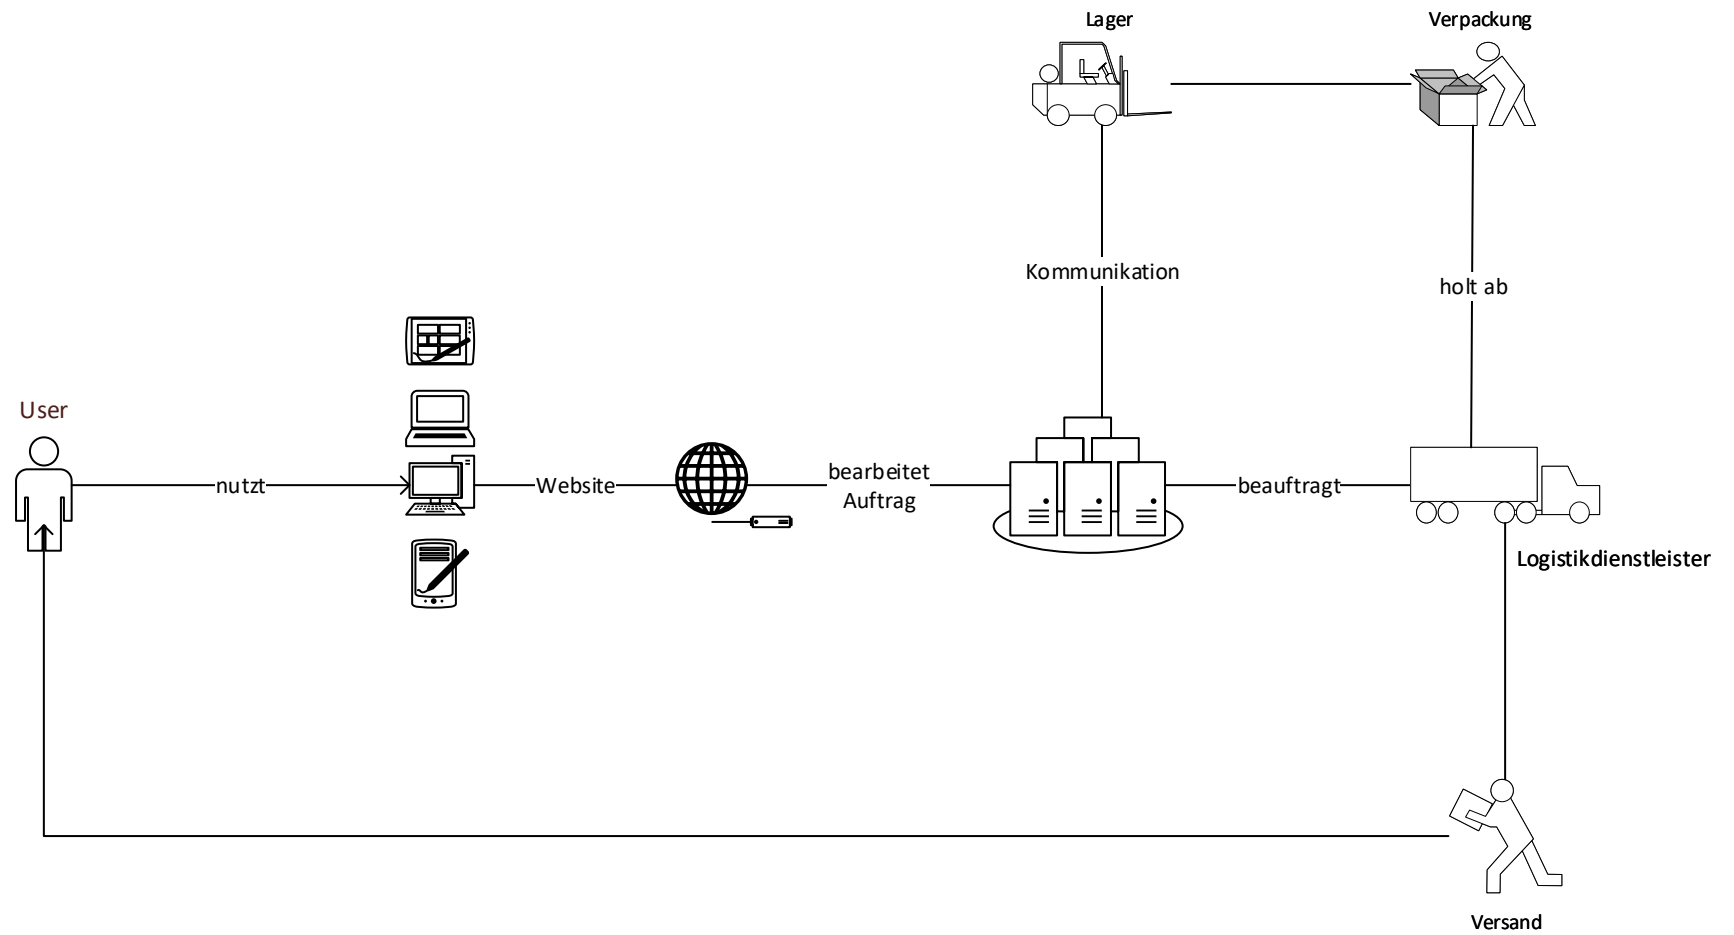 Lager
Verpackung
Kommunikation
holt ab
User
nutzt
Website
bearbeitet
Auftrag
beauftragt
Logistikdienstleister
Versand